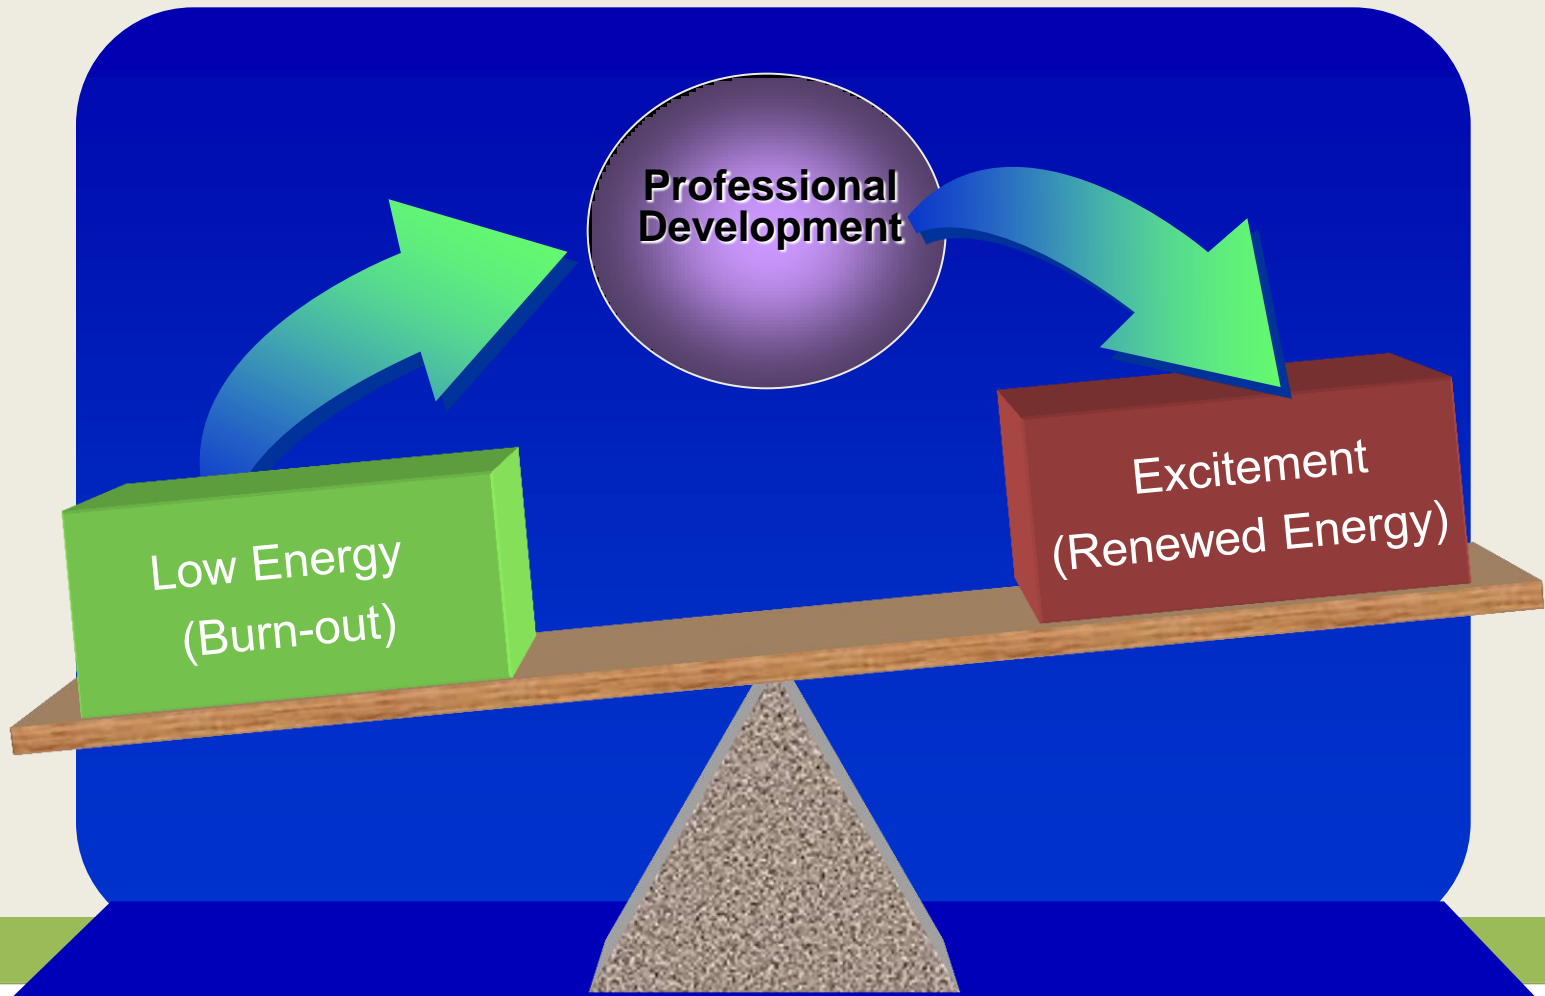 Professional
Development
Low Energy
(Burn-out)
Excitement
(Renewed Energy)